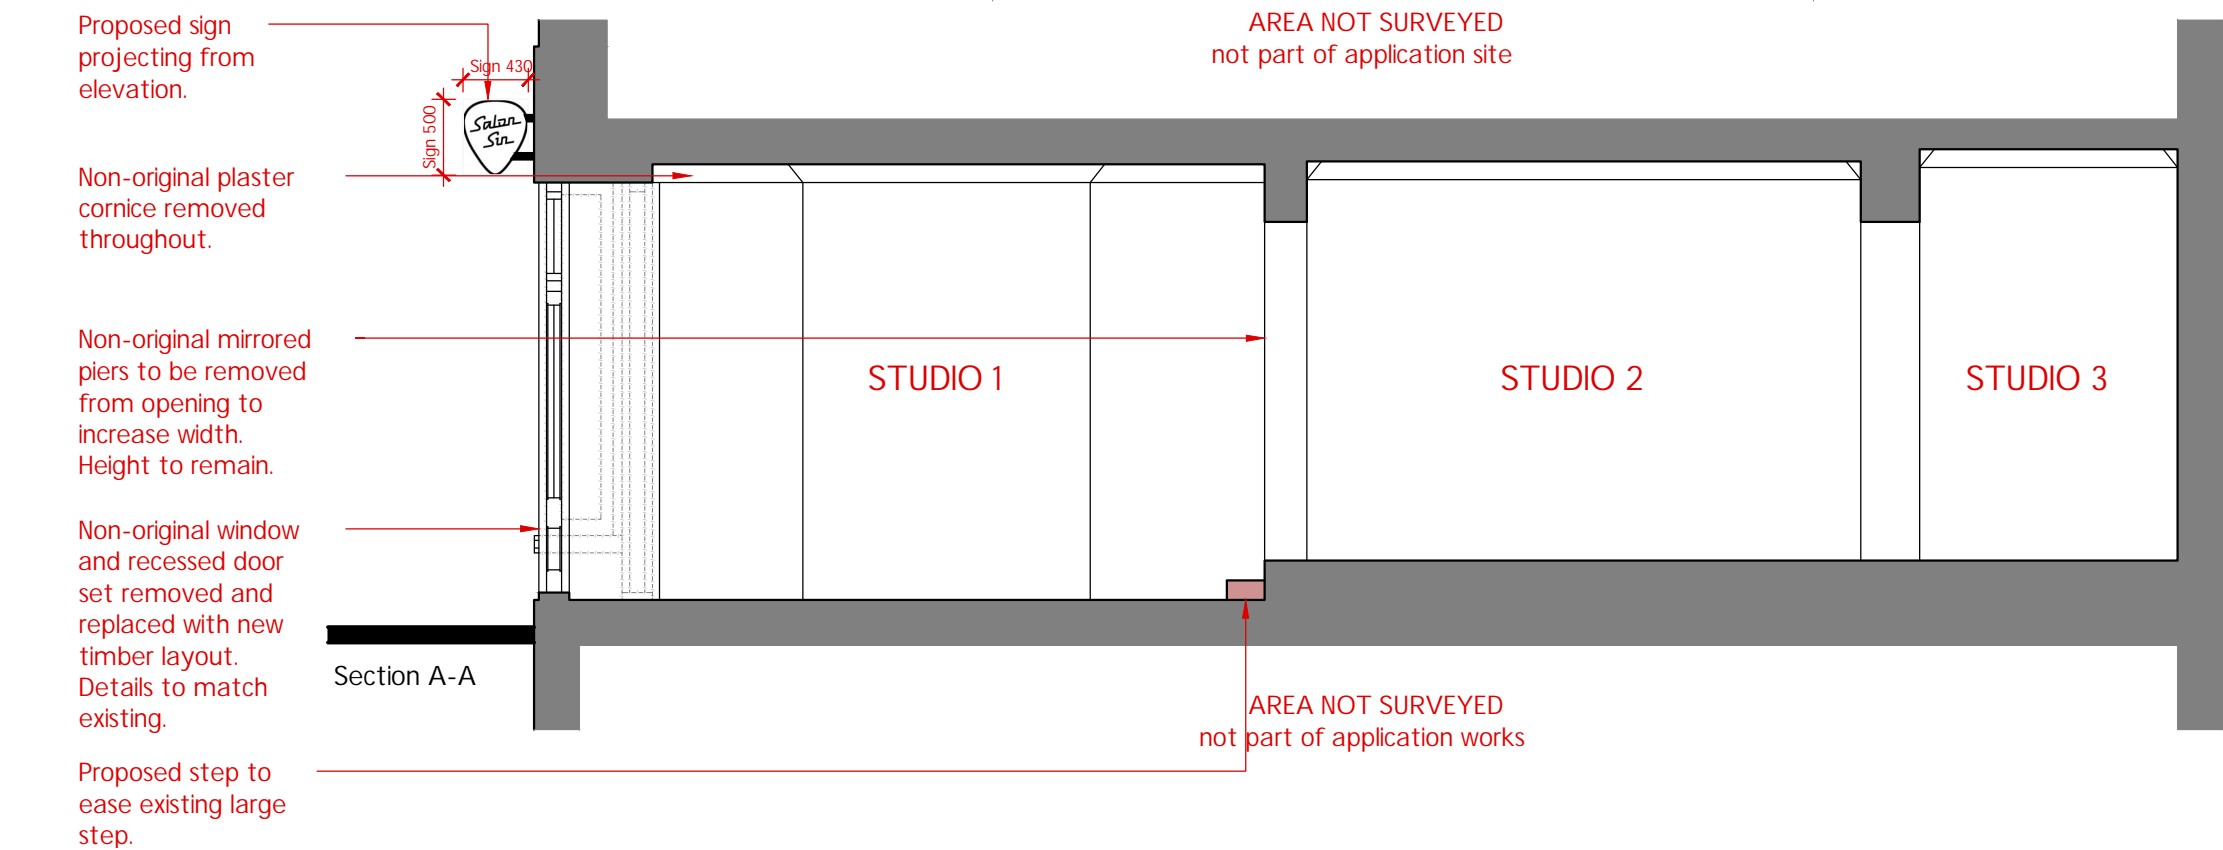 Proposed sign
projecting from
elevation.
Sign 430
Sign 500
Salon
Sin
AREA NOT SURVEYED
not part of application site
Non-original plaster
cornice removed
throughout.
Non-original mirrored
piers to be removed
from opening to
increase width.
Height to remain.
STUDIO 1
STUDIO 2
STUDIO 3
Non-original window
and recessed door
set removed and
replaced with new
timber layout.
Details to match
existing.
Section A-A
AREA NOT SURVEYED
not part of application works
Proposed step to
ease existing large
step.